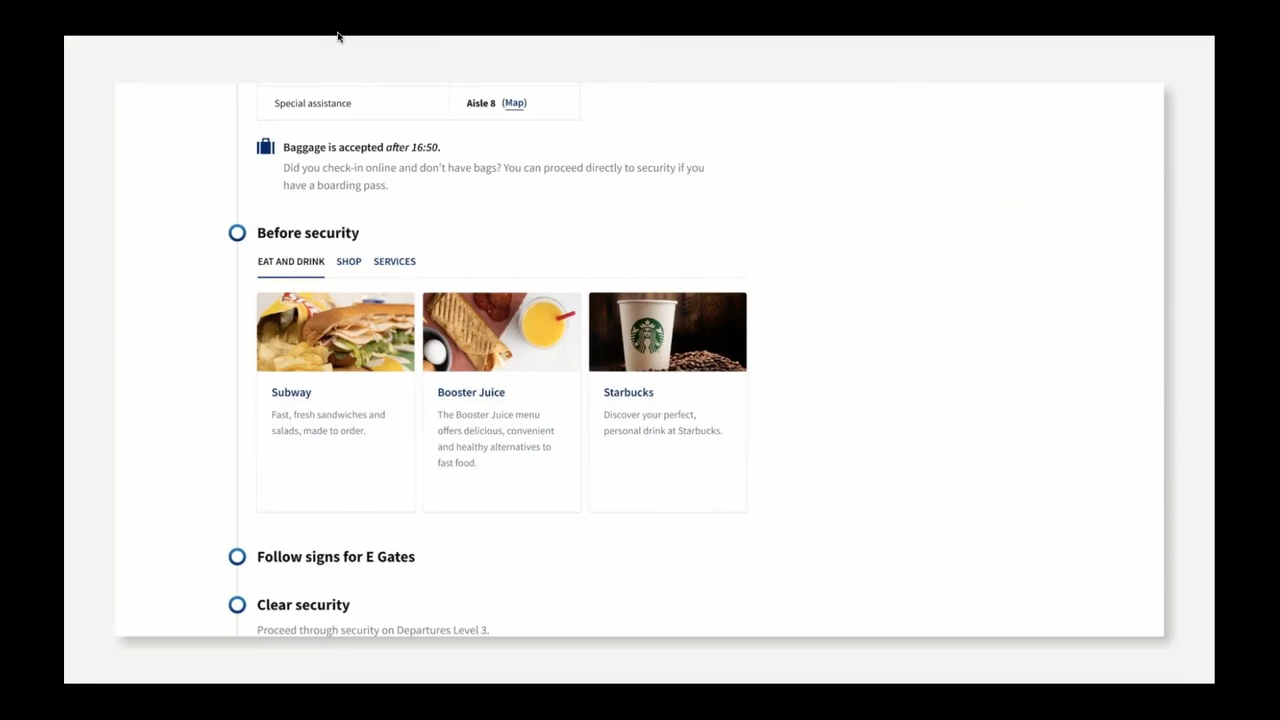 Special assistance
Aisle 8 (Map)
Baggage is accepted after 16:50.
Did you check-in online and don't have bags? You can proceed directly to security if you
have a boarding pass.
Before security
EAT AND DRINK SHOP SERVICES
Subway
Fast, fresh sandwiches and
salads, made to order.
Booster Juice
The Booster Juice menu
offers delicious, convenient
and healthy alternatives to
fast food.
Starbucks
Discover your perfect,
personal drink at Starbucks.
Follow signs for E Gates
Clear security
Proceed through security on Departures Level 3.